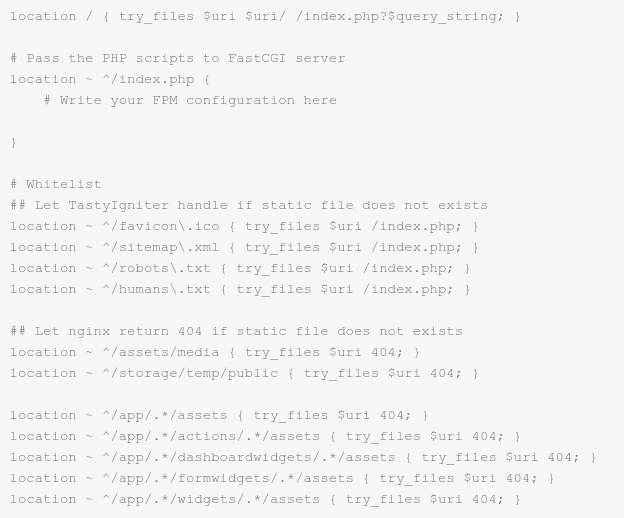 location / { try_files $uri $uri/ /index.php?$query_string; }
# Pass the PHP scripts to FastCGI server
location ~ ^/index.php {
# Write your FPM configuration here
}
# Whitelist
## Let TastyIgniter handle if static file does not exists
location ~ ^/favicon\.ico { try_files $uri /index.php; }
location ~ ^/sitemap\.xml { try_files $uri /index.php; }
location ~ ^/robots\.txt { try_files $uri /index.php; }
location ~ ^/humans\.txt { try_files $uri /index.php; }
## Let nginx return 404 if static file does not exists
location ~ ^/assets/media { try_files $uri 404; }
location ~ ^/storage/temp/public { try_files $uri 404; }
location ~ ^/app/.*/assets { try_files $uri 404; }
location ~ ^/app/.*/actions/.*/assets { try_files $uri 404; }
location ~ ^/app/.*/dashboardwidgets/.*/assets { try_files $uri 404; }
location ~ ^/app/.*/formwidgets/.*/assets { try_files $uri 404; }
location ~ ^/app/.*/widgets/.*/assets { try_files $uri 404; }